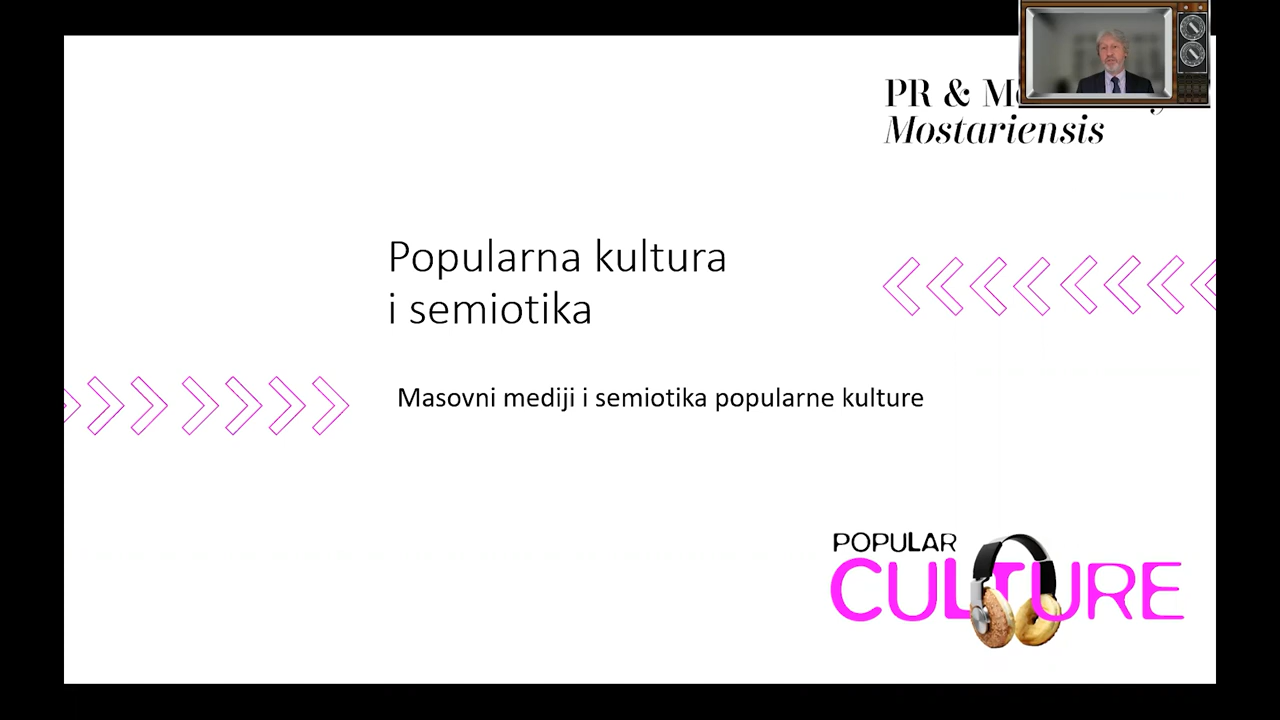 PR & M
Mostariensis
Popularna kultura
i semiotika
Masovni mediji i semiotika popularne kulture
POPULAR
CULTURE